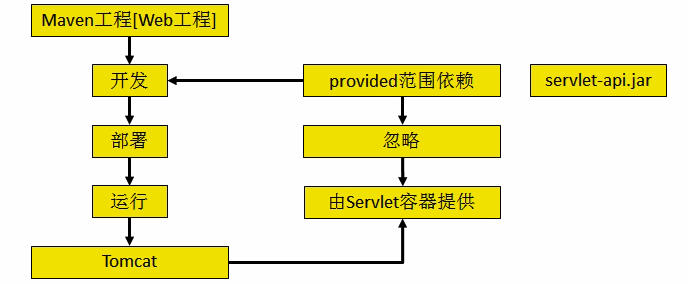 Maven工程[Web工程]
开发
provided范围依赖
servlet-api.jar
部署
忽略
运行
由Servlet容器提供
Tomcat